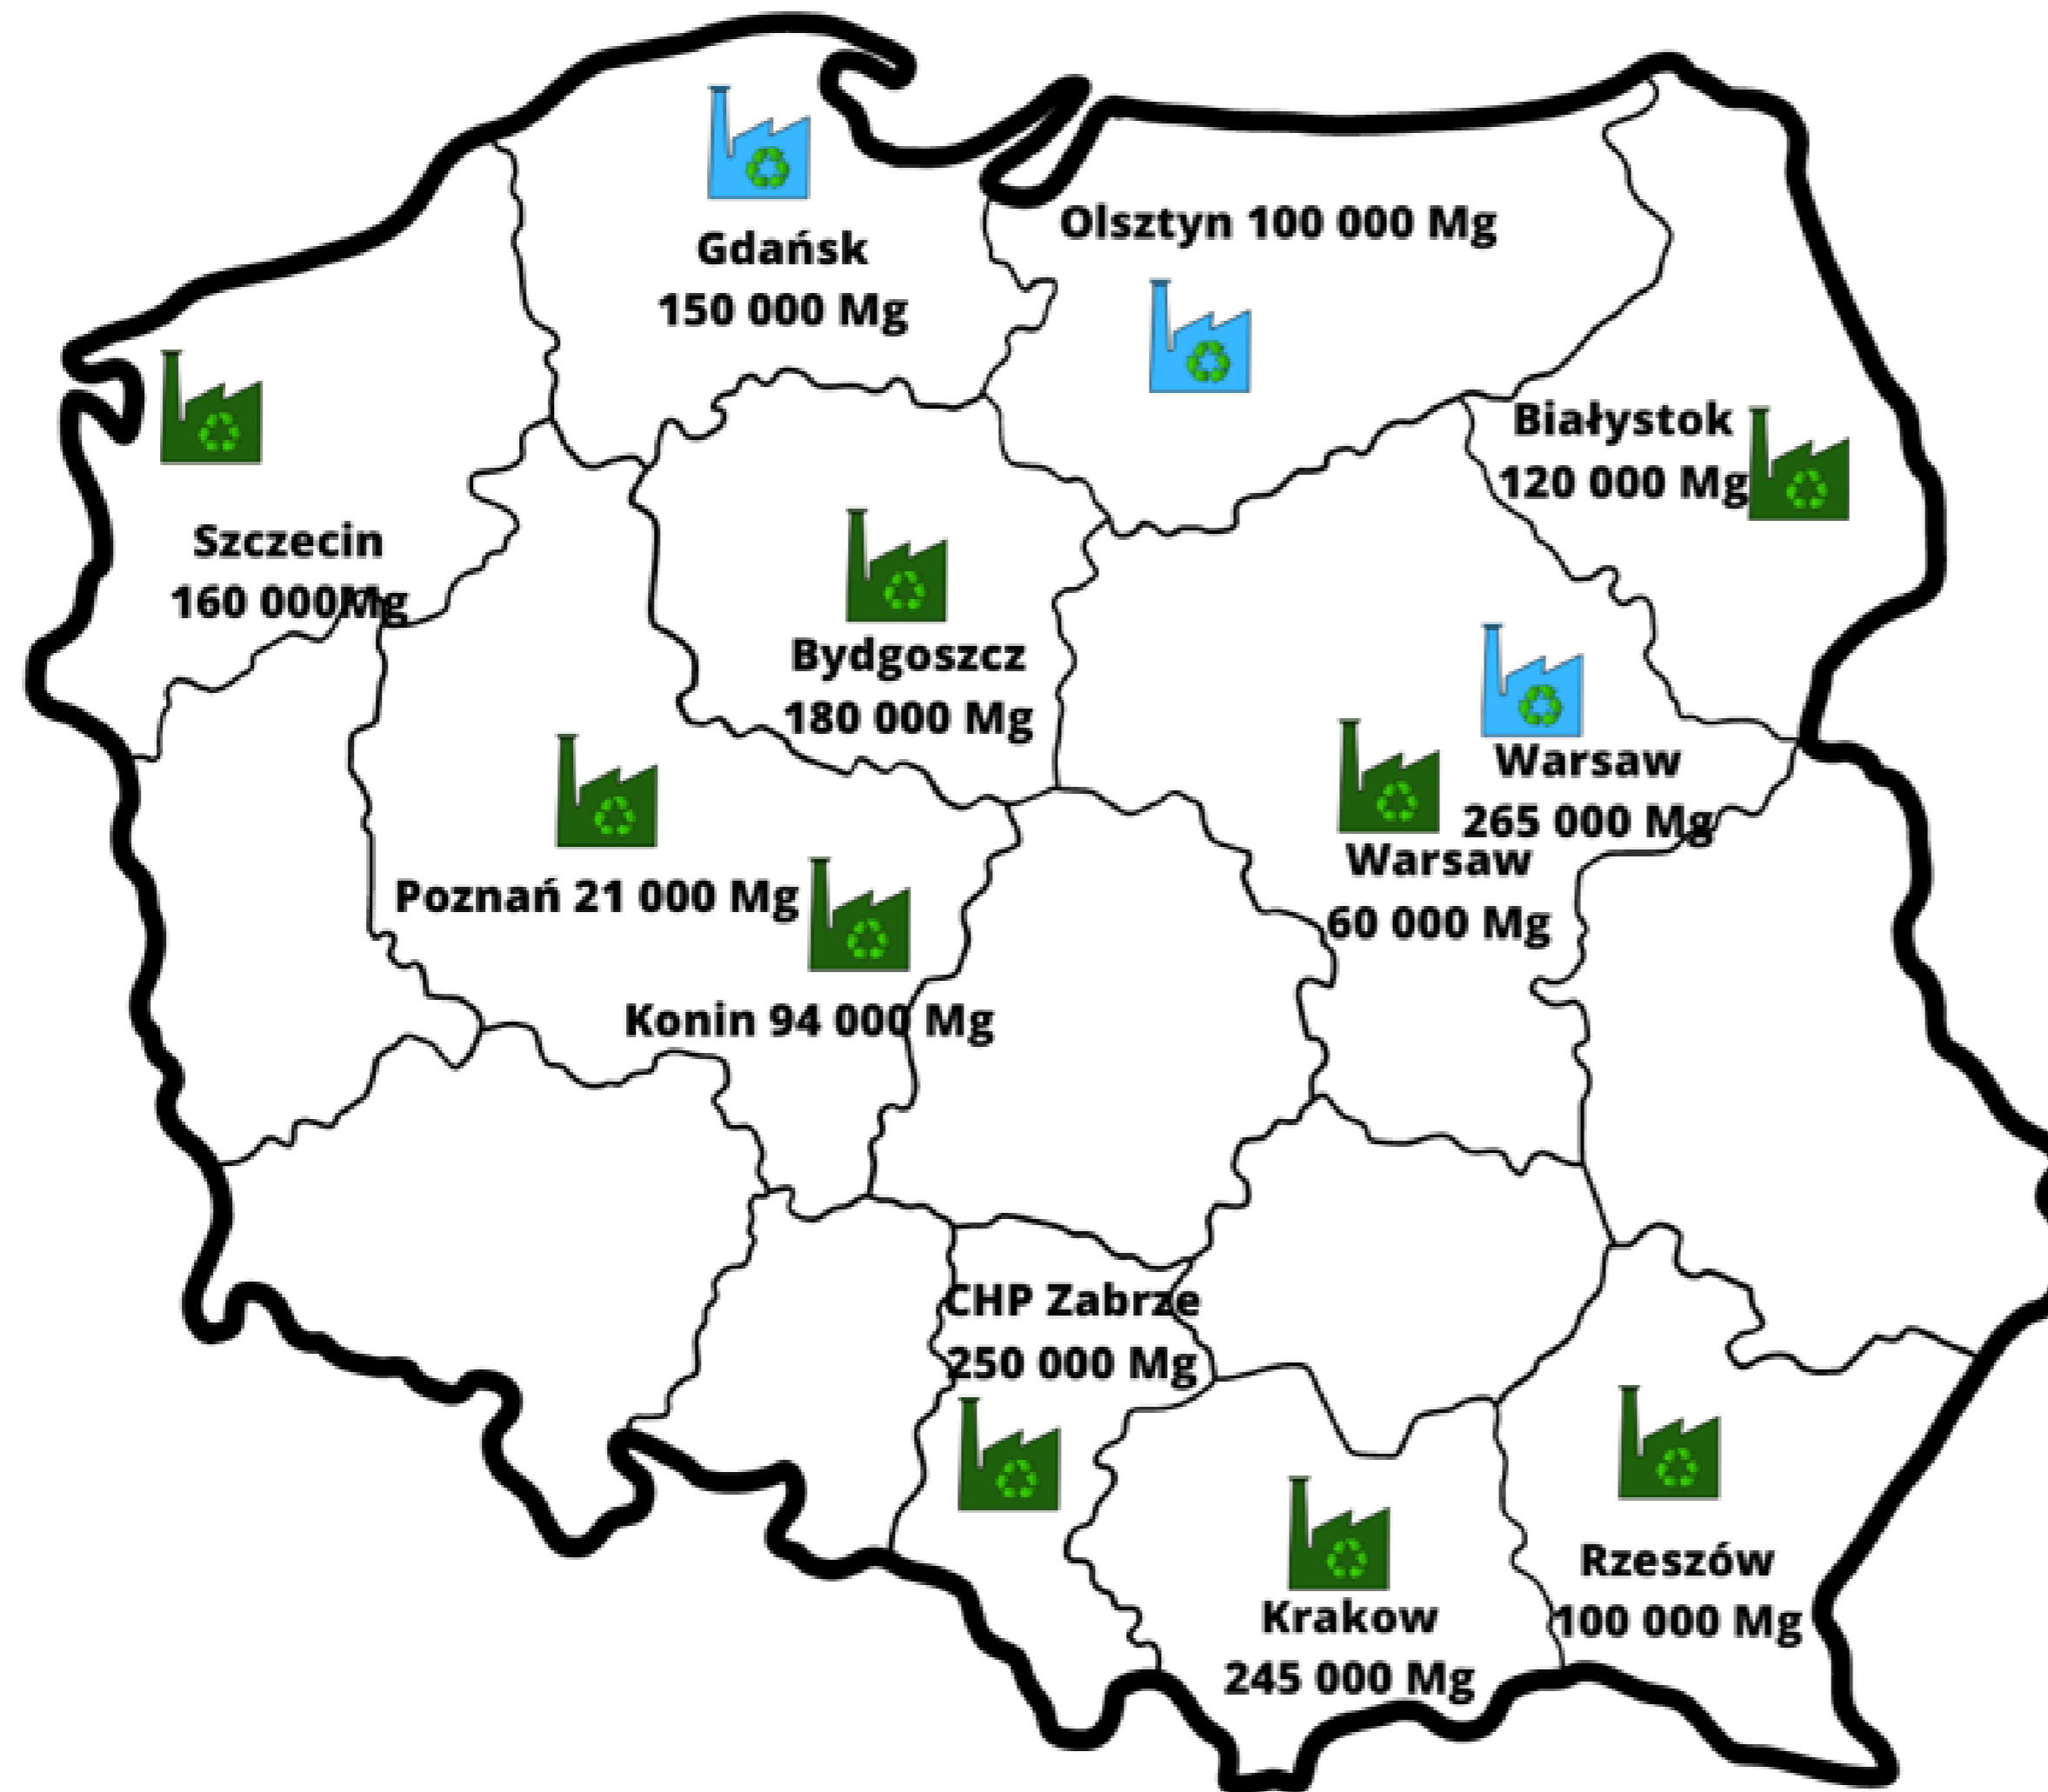 Gdańsk
150 000 Mg
Olsztyn 100 000 Mg
Białystok
120 000 Mg
Szczecin
160 000Mg
Bydgoszcz
180 000 Mg
Warsaw
265 000 Mg
Warsaw
60 000 Mg
Poznań 21 000 Mg
Konin 94 000 Mg
CHP Zabrze
250 000 Mg
Krakow
245 000 Mg
Rzeszów
100 000 Mg